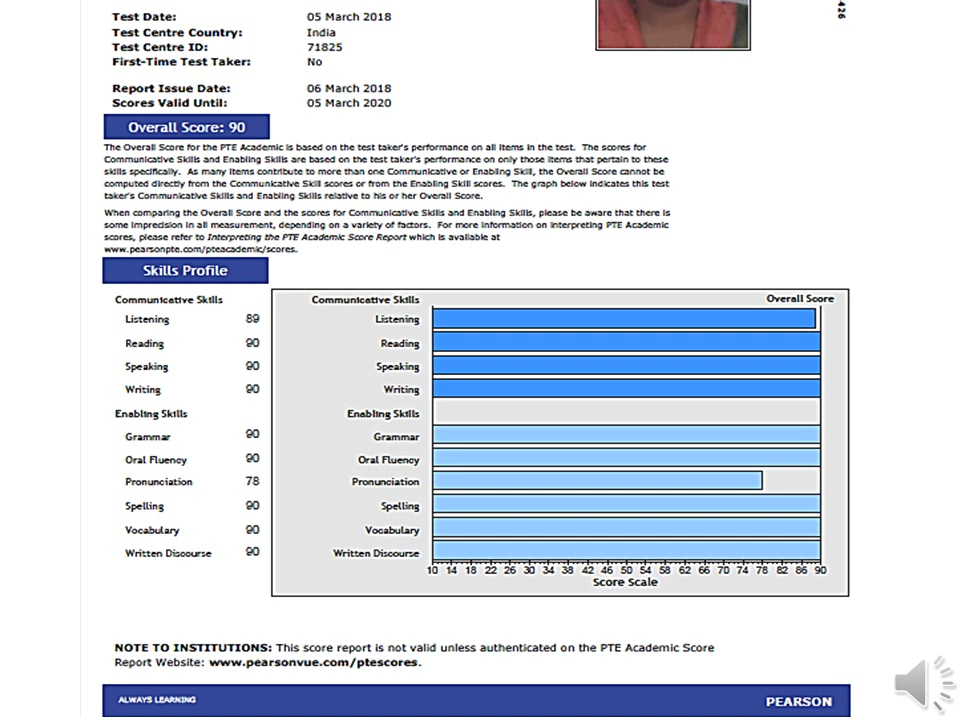 Test Date: 05 March 2018
Test Centre Country: India
Test Centre ID: 71825
First-Time Test Taker: No
426
Report Issue Date: 06 March 2018
Scores Valid Until: 05 March 2020
Overall Score: 90
The Overall Score for the PTE Academic is based on the test taker's performance on all items in the test. The scores for
Communicative Skills and Enabling Skills are based on the test taker's performance on only those items that pertain to these
skills specifically. As many items contribute to more than one Communicative or Enabling Skill, the Overall Score cannot be
computed directly from the Communicative Skill scores or from the Enabling Skill scores. The graph below indicates this test
taker's Communicative Skills and Enabling Skills relative to his or her Overall Score.
When comparing the Overall Score and the scores for Communicative Skills and Enabling Skills, please be aware that there is
some imprecision in all measurement, depending on a variety of factors. For more information on interpreting PTE Academic
scores, please refer to Interpreting the PTE Academic Score Report which is available at
www.pearsonpte.com/pteacademic/scores.
Skills Profile
Communicative Skills
Listening 89
Reading 90
Speaking 90
Writing 90
Enabling Skills
Grammar 90
Oral Fluency 90
Pronunciation 78
Spelling 90
Vocabulary 90
Written Discourse 90
Communicative Skills Overall Score
Listening
Reading
Speaking
Writing
Enabling Skills
Grammar
Oral Fluency
Pronunciation
Spelling
Vocabulary
Written Discourse
10 14 18 22 26 30 34 38 42 46 50 54 58 62 66 70 74 78 82 86 90
Score Scale
NOTE TO INSTITUTIONS: This score report is not valid unless authenticated on the PTE Academic Score
Report Website: www.pearsonvue.com/ptescores.
ALWAYS LEARNING PEARSON